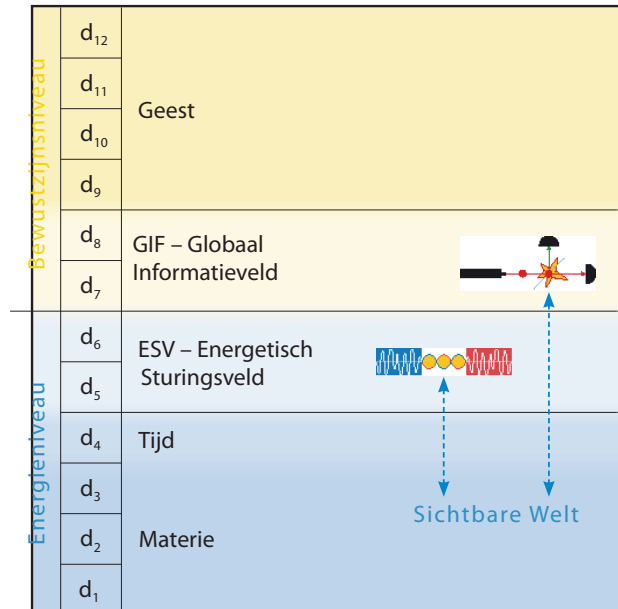 Bewustzijnsniveau
d12
d11
d10
d9
Geest
d8
d7
GIF – Globaal
Informatieveld
Energieniveau
d6
d5
ESV – Energetisch
Sturingsveld
d4
Tijd
d3
d2
d1
Materie
Sichtbare Welt